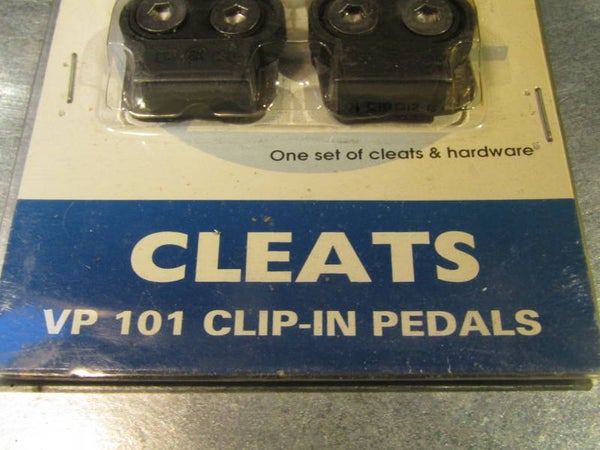 One set of cleats & hardware
CLEATS
VP 101 CLIP-IN PEDALS